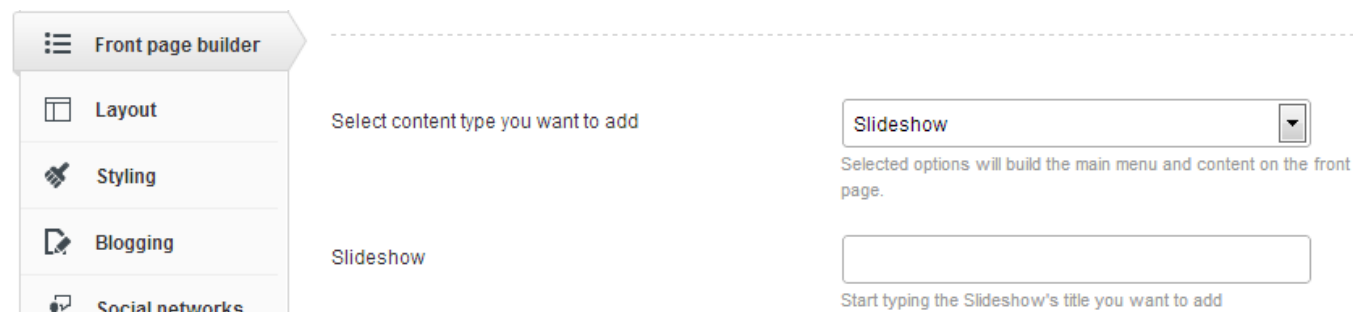 Front page builder
Layout
Styling
Blogging
Social networks
Select content type you want to add
Slideshow
Selected options will build the main menu and content on the front
page.
Slideshow
Start typing the Slideshow's title you want to add